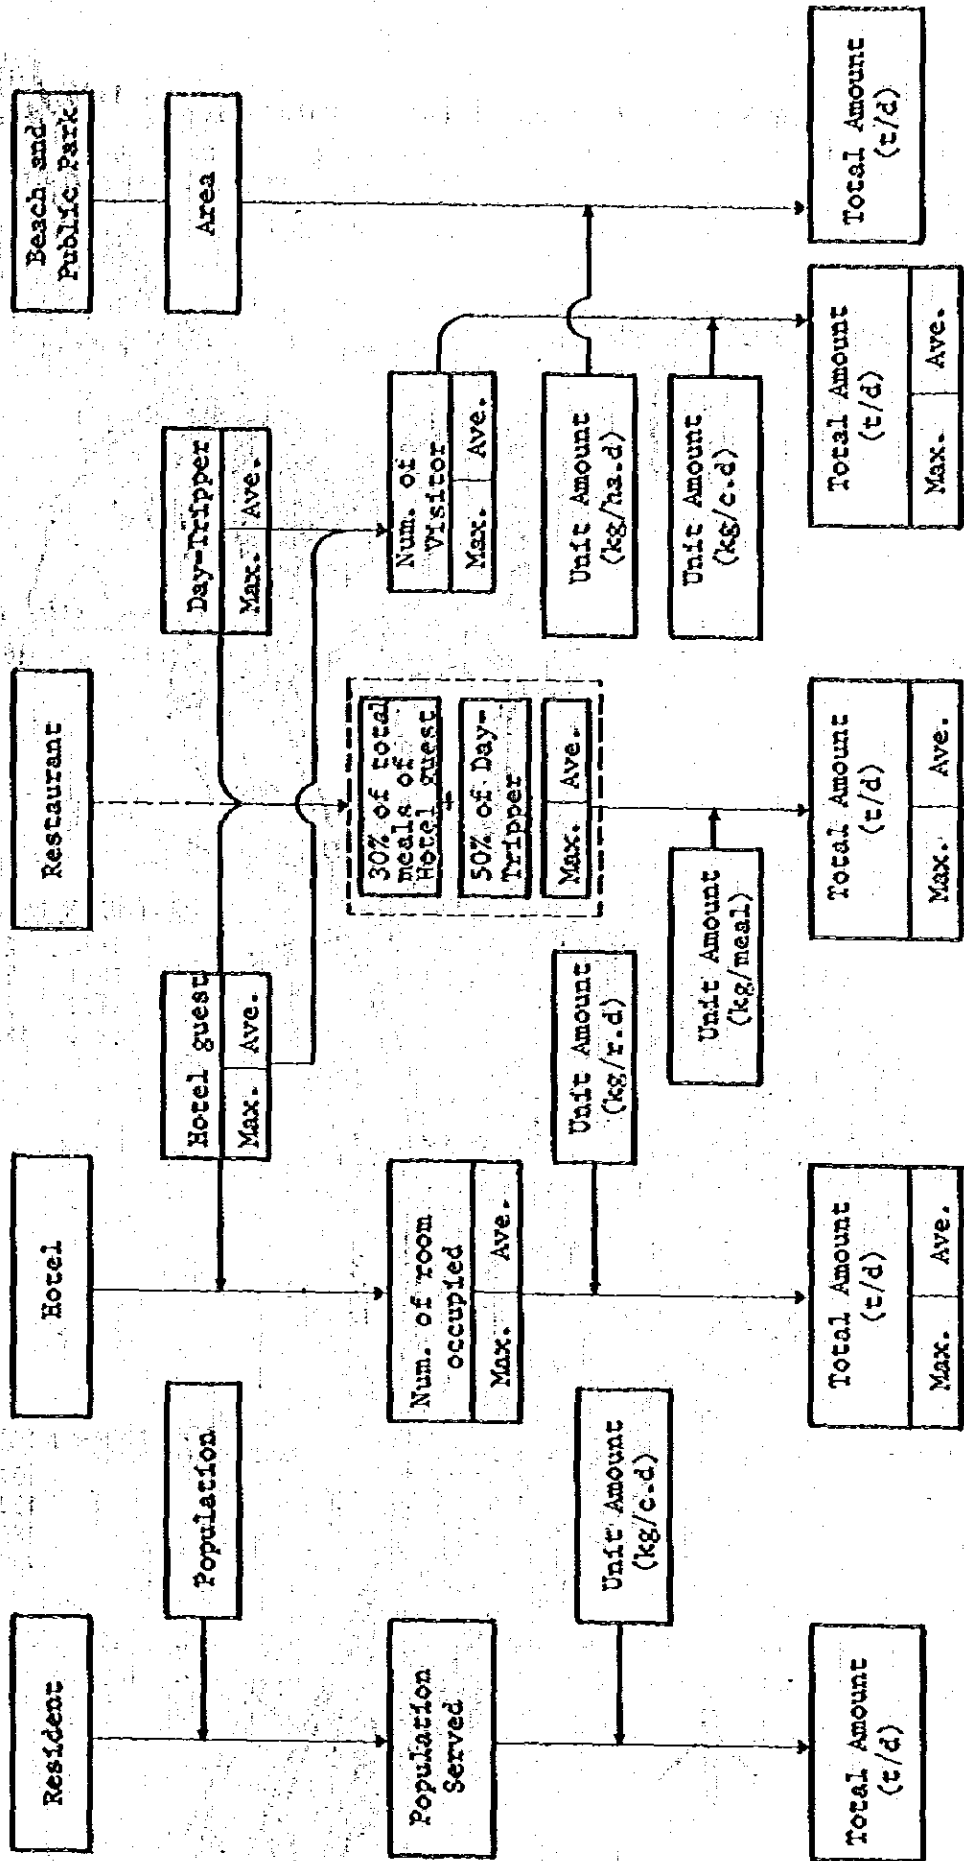 Resident
Hotel
Restaurant
Beach and
Public Park
Population
Hotel guest
Max. Ave.
Day-Tripper
Max. Ave.
Area
Population
Served
Num. of room
occupied
Max. Ave.
30% of total
meals of
Hotel guest
+
50% of Day-
Tripper
Max. Ave.
Num. of
Visitor
Max. Ave.
Unit Amount
(kg/c.d)
Unit Amount
(kg/r.d)
Unit Amount
(kg/meal)
Unit Amount
(kg/ha.d)
Unit Amount
(kg/c.d)
Total Amount
(t/d)
Total Amount
(t/d)
Max. Ave.
Total Amount
(t/d)
Max. Ave.
Total Amount
(t/d)
Max. Ave.
Total Amount
(t/d)